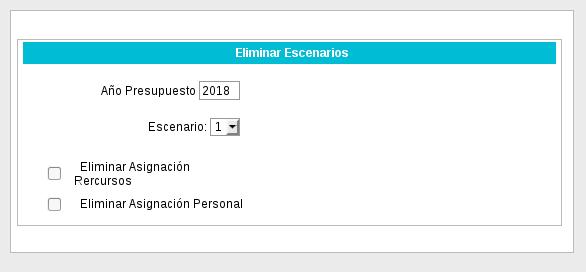 Eliminar Escenarios
Año Presupuesto 2018
Escenario: 1
Eliminar Asignación
Rercursos
Eliminar Asignación Personal